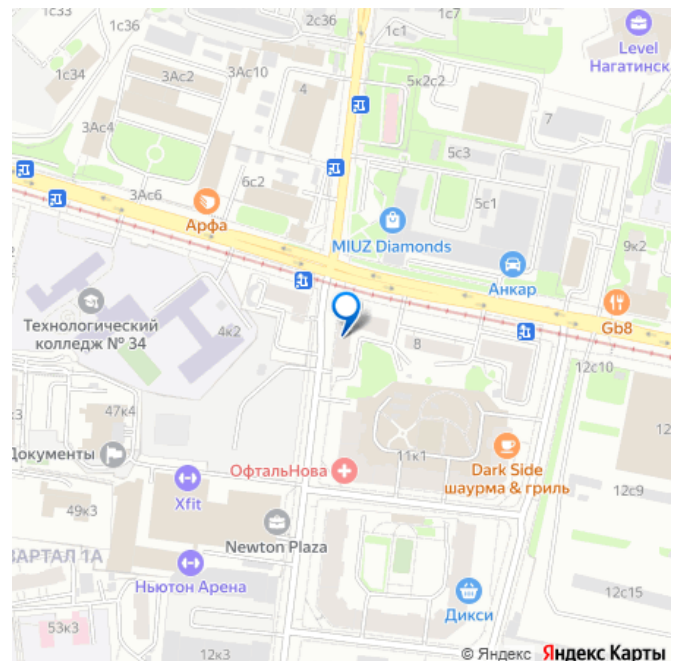 1с33
1с36
2с36
1с1
1с7
Level
Нагатинск
1с34
3Ас2
3Ас10
4
5к2с2
7
3Ас4
5с3
3Ас6
6с2
5с1
Арфа
MIUZ Diamonds
9к2
Анкар
Технологический
колледж № 34
4к2
8
Gb8
12с10
47к4
12
Документы
ОфтальНова
11к1
Dark Side
шаурма & гриль
Xfit
12с9
49к3
Newton Plaza
ВАРТАЛ 1А
Ньютон Арена
Дикси
12с15
53к3
12к3
© Яндекс Яндекс Карты